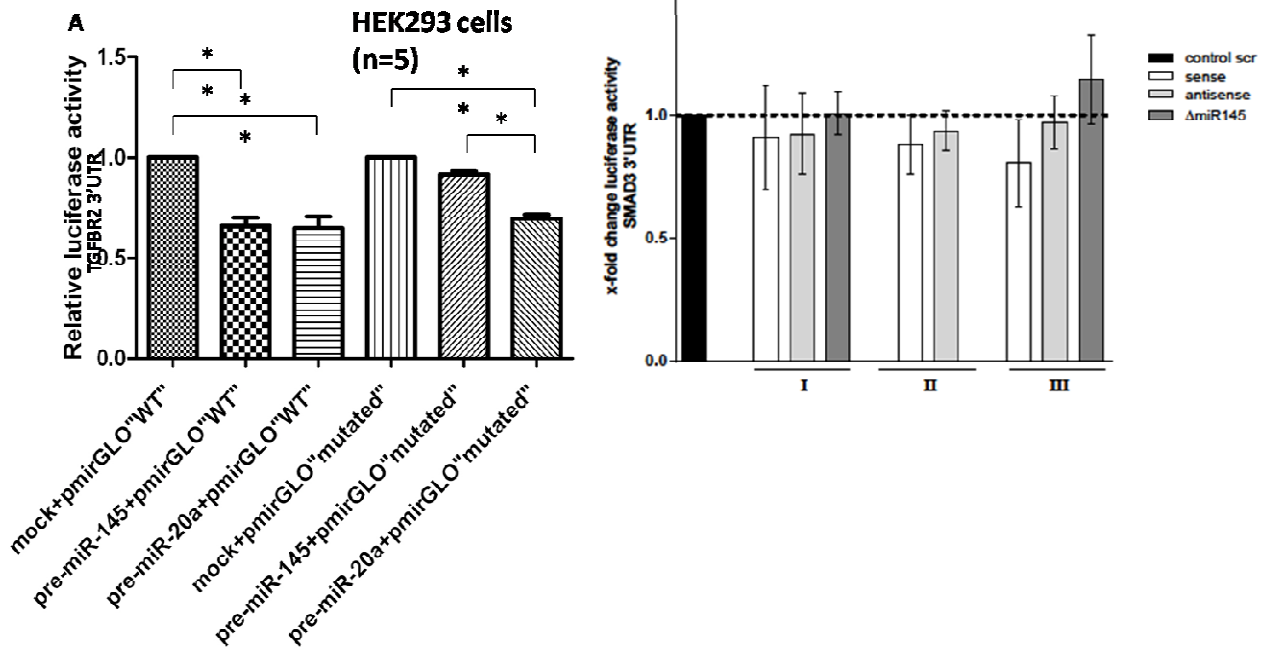 A
HEK293 cells
(n=5)
Relative luciferase activity
TGFBR2 3'UTR
1.5
1.0
0.5
0.0
*
*
*
*
*
*
*
mock+pmirGLO"WT"
pre-miR-145+pmirGLO"WT"
pre-miR-20a+pmirGLO"WT"
mock+pmirGLO"mutated"
pre-miR-145+pmirGLO"mutated"
pre-miR-20a+pmirGLO"mutated"
x-fold change luciferase activity
SMAD3 3'UTR
1.0
0.5
0.0
I
II
III
control scr
sense
antisense
ΔmiR145